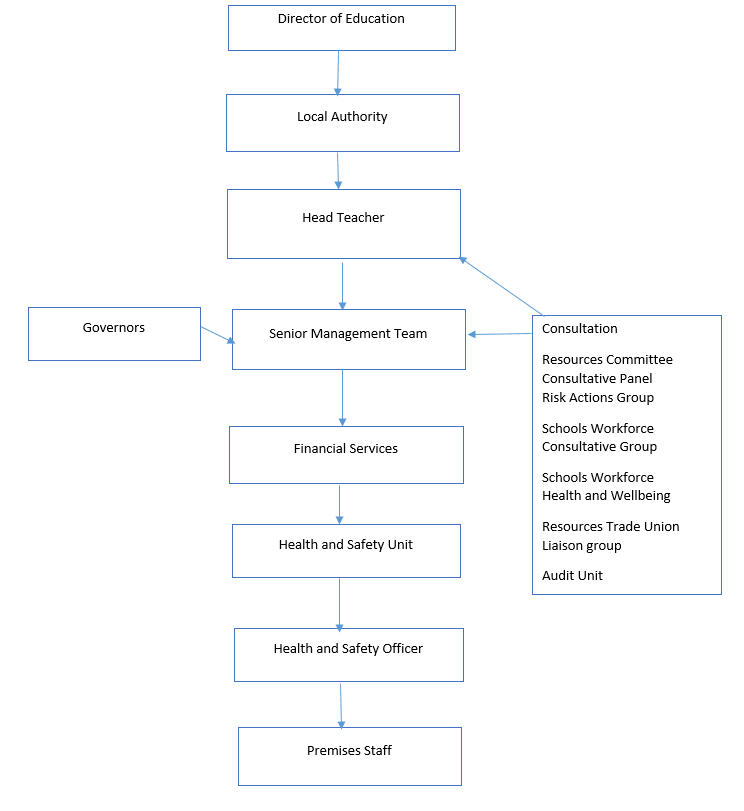 Director of Education
Local Authority
Head Teacher
Governors
Senior Management Team
Consultation
Resources Committee
Consultative Panel
Risk Actions Group
Schools Workforce
Consultative Group
Schools Workforce
Health and Wellbeing
Resources Trade Union
Liaison group
Audit Unit
Financial Services
Health and Safety Unit
Health and Safety Officer
Premises Staff